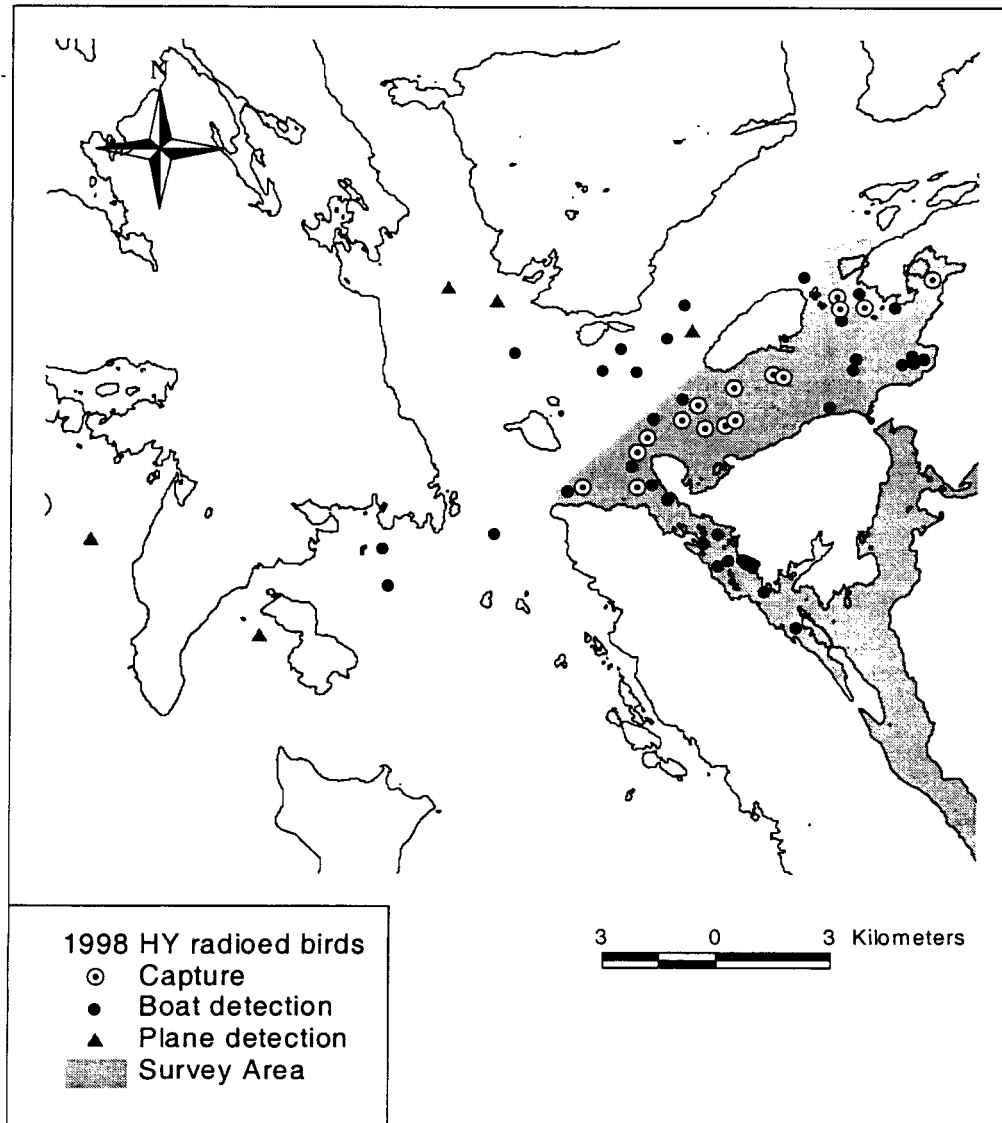 N
1998 HY radioed birds
Capture
Boat detection
Plane detection
Survey Area
3 0 3 Kilometers